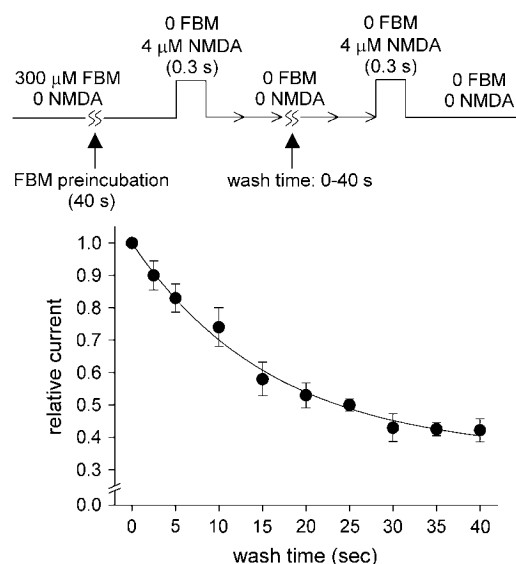 0 FBM
4 µM NMDA
(0.3 s)
0 FBM
4 µM NMDA
(0.3 s)
300 µM FBM
0 NMDA
0 FBM
0 NMDA
0 FBM
0 NMDA
FBM preincubation
(40 s)
wash time: 0-40 s
relative current
1.0
0.9
0.8
0.7
0.6
0.5
0.4
0.3
0.0
0 5 10 15 20 25 30 35 40
wash time (sec)